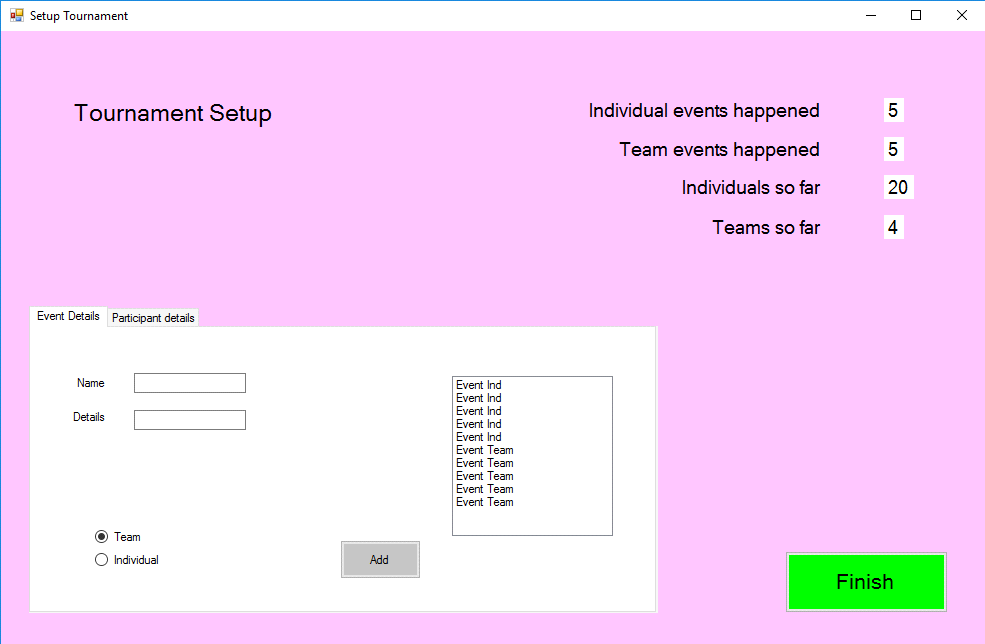 Setup Tournament
Tournament Setup
Individual events happened 5
Team events happened 5
Individuals so far 20
Teams so far 4
Event Details Participant details
Name
Details
Event Ind
Event Ind
Event Ind
Event Ind
Event Ind
Event Team
Event Team
Event Team
Event Team
Event Team
Team
Individual
Add
Finish